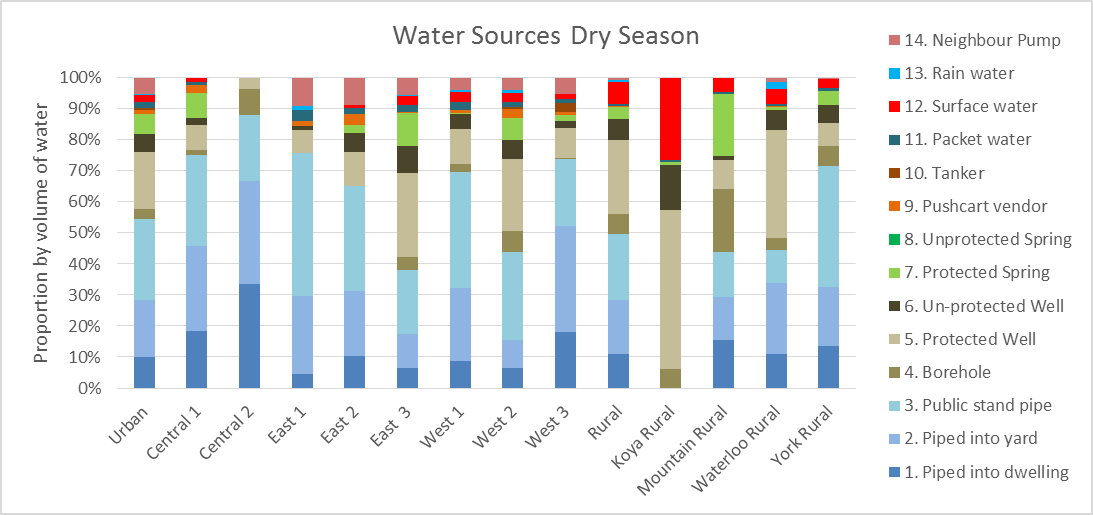 Water Sources Dry Season
Proportion by volume of water
100%
90%
80%
70%
60%
50%
40%
30%
20%
10%
0%
Urban
Central 1
Central 2
East 1
East 2
East 3
West 1
West 2
West 3
Rural
Koya Rural
Mountain Rural
Waterloo Rural
York Rural
14. Neighbour Pump
13. Rain water
12. Surface water
11. Packet water
10. Tanker
9. Pushcart vendor
8. Unprotected Spring
7. Protected Spring
6. Un-protected Well
5. Protected Well
4. Borehole
3. Public stand pipe
2. Piped into yard
1. Piped into dwelling